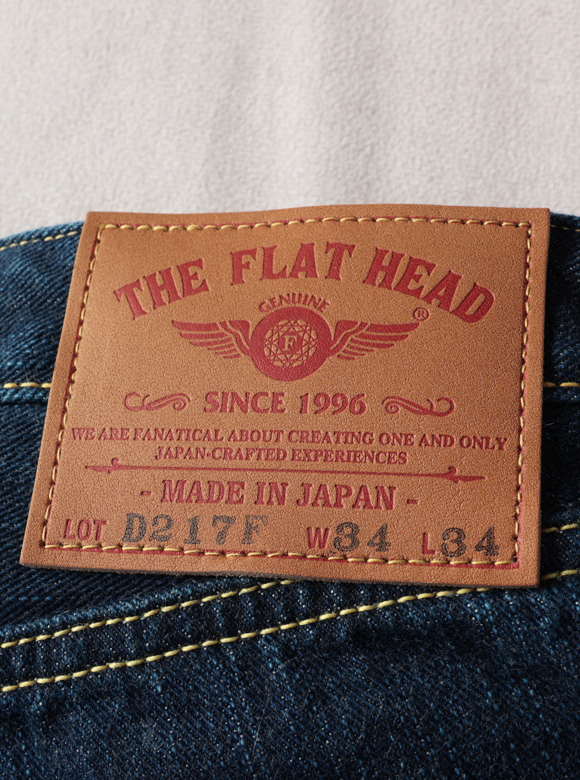 THE FLAT HEAD
GENUINE
®
F
SINCE 1996
WE ARE FANATICAL ABOUT CREATING ONE AND ONLY
JAPAN-CRAFTED EXPERIENCES
- MADE IN JAPAN -
LOT D217F W34 L34